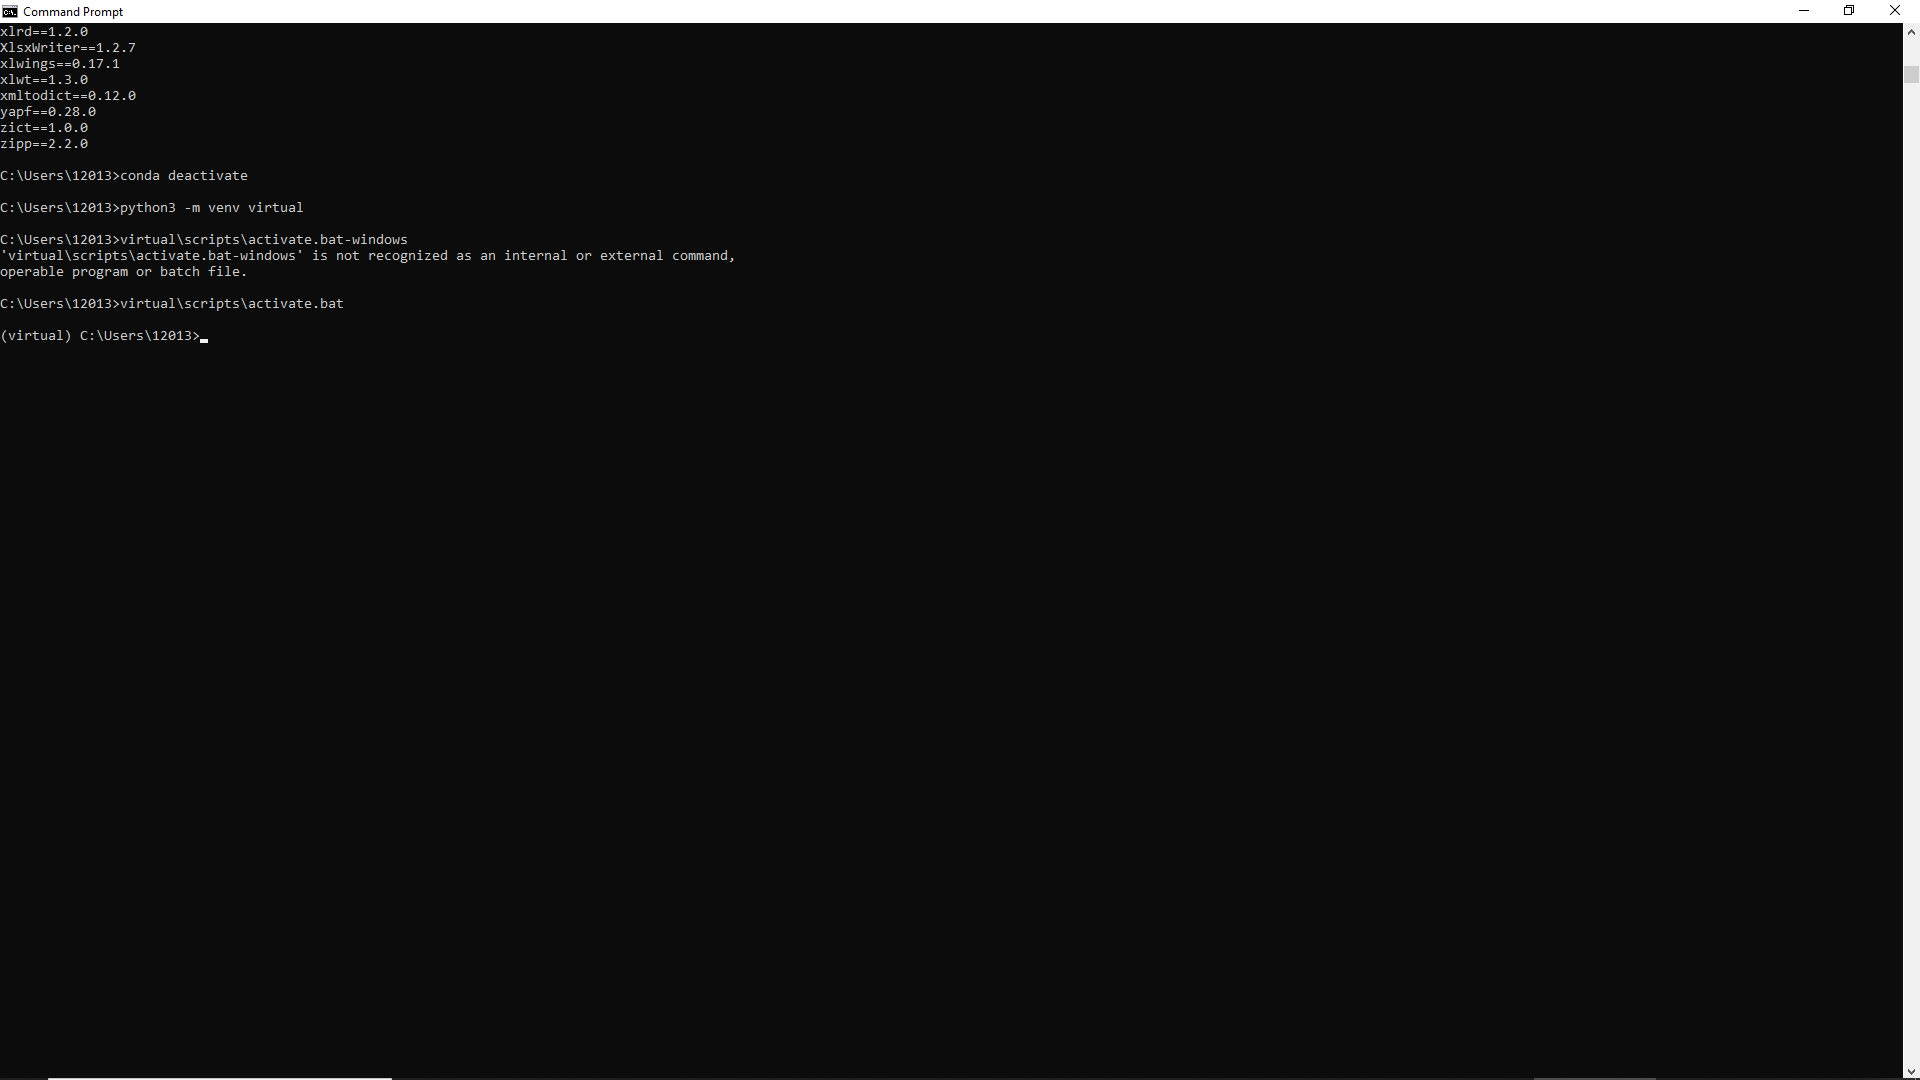 Command Prompt
xlrd==1.2.0
XlsxWriter==1.2.7
xlwings==0.17.1
xlwt==1.3.0
xmltodict==0.12.0
yapf==0.28.0
zict==1.0.0
zipp==2.2.0
C:\Users\12013>conda deactivate
C:\Users\12013>python3 -m venv virtual
C:\Users\12013>virtual\scripts\activate.bat-windows
'virtual\scripts\activate.bat-windows' is not recognized as an internal or external command,
operable program or batch file.
C:\Users\12013>virtual\scripts\activate.bat
(virtual) C:\Users\12013>